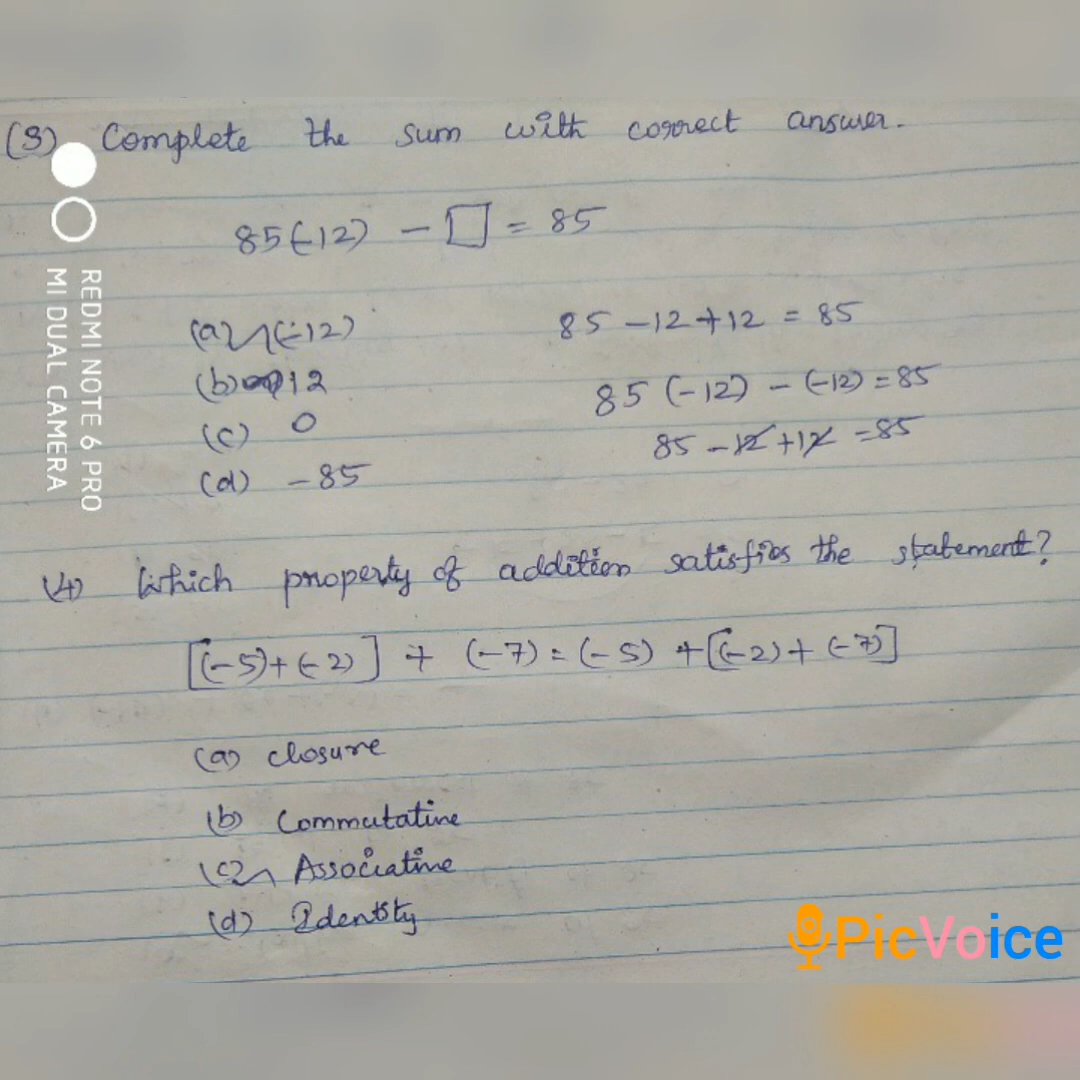 (3) Complete the sum with correct answer.
85(-12) - □ = 85
(a) (-12)
85 - 12 + 12 = 85
(b) 12
85 (-12) - (-12) = 85
(c) 0
85 - 12 + 12 = 85
(d) - 85
(4) Which property of addition satisfies the statement?
[(-5)+(-2)] + (-7) = (-5) + [(-2) + (-7)]
(a) closure
(b) Commutative
(c) Associative
(d) Identity
REDMI NOTE 6 PRO
MI DUAL CAMERA
PicVoice